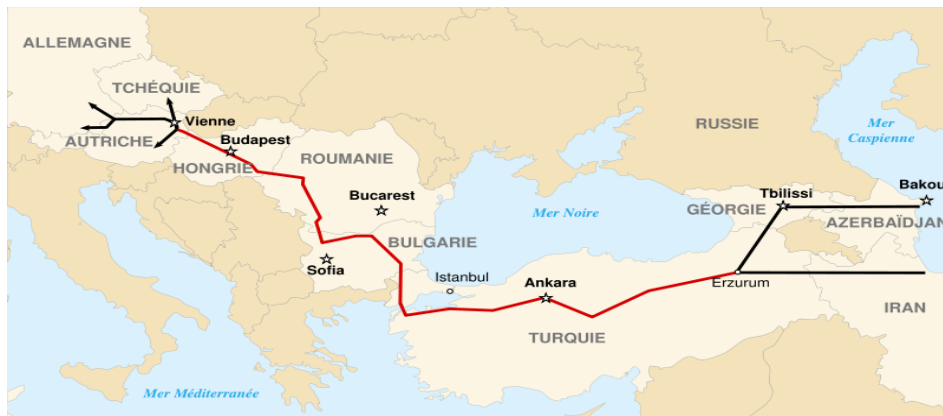 ALLEMAGNE
TCHÉQUIE
Vienne
AUTRICHE
Budapest
HONGRIE
ROUMANIE
Bucarest
BULGARIE
Sofia
Istanbul
Ankara
TURQUIE
Mer Noire
RUSSIE
Mer
Caspienne
Tbilissi
GÉORGIE
Bakou
AZERBAÏDJAN
Erzurum
IRAN
Mer Méditerranée